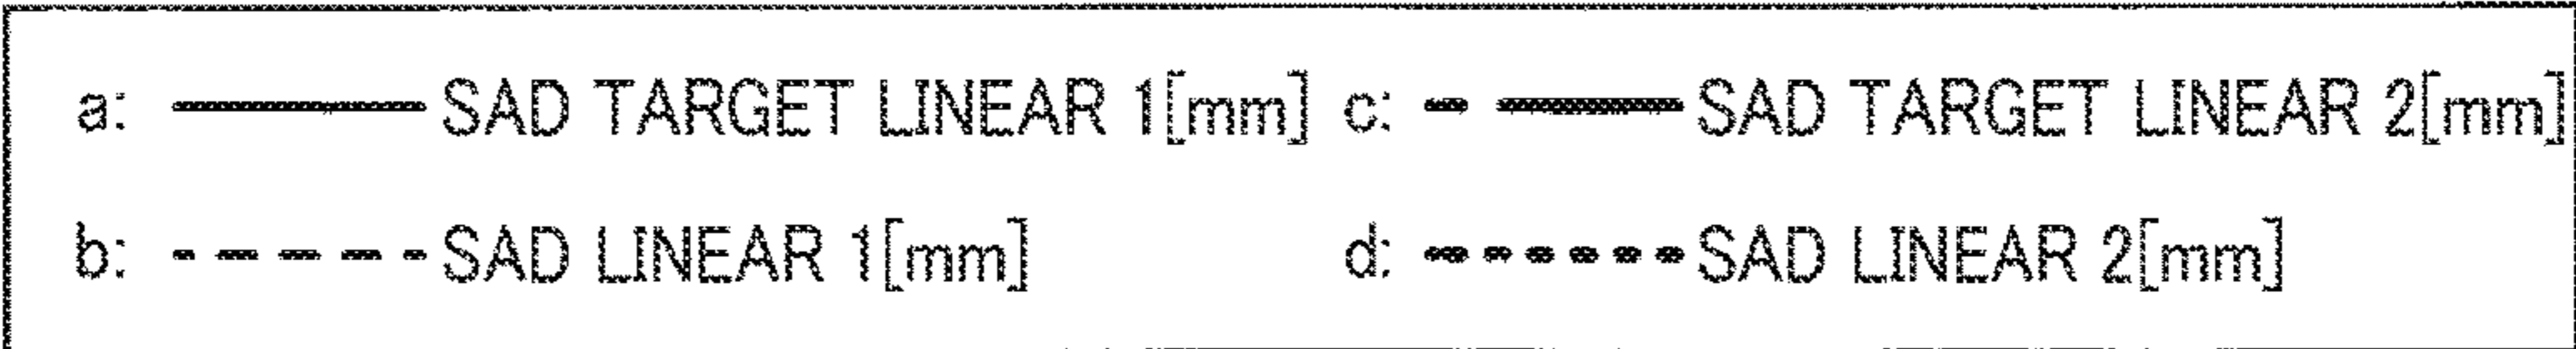 a: SAD TARGET LINEAR 1[mm] c: SAD TARGET LINEAR 2[mm]
b: SAD LINEAR 1[mm] d: SAD LINEAR 2[mm]